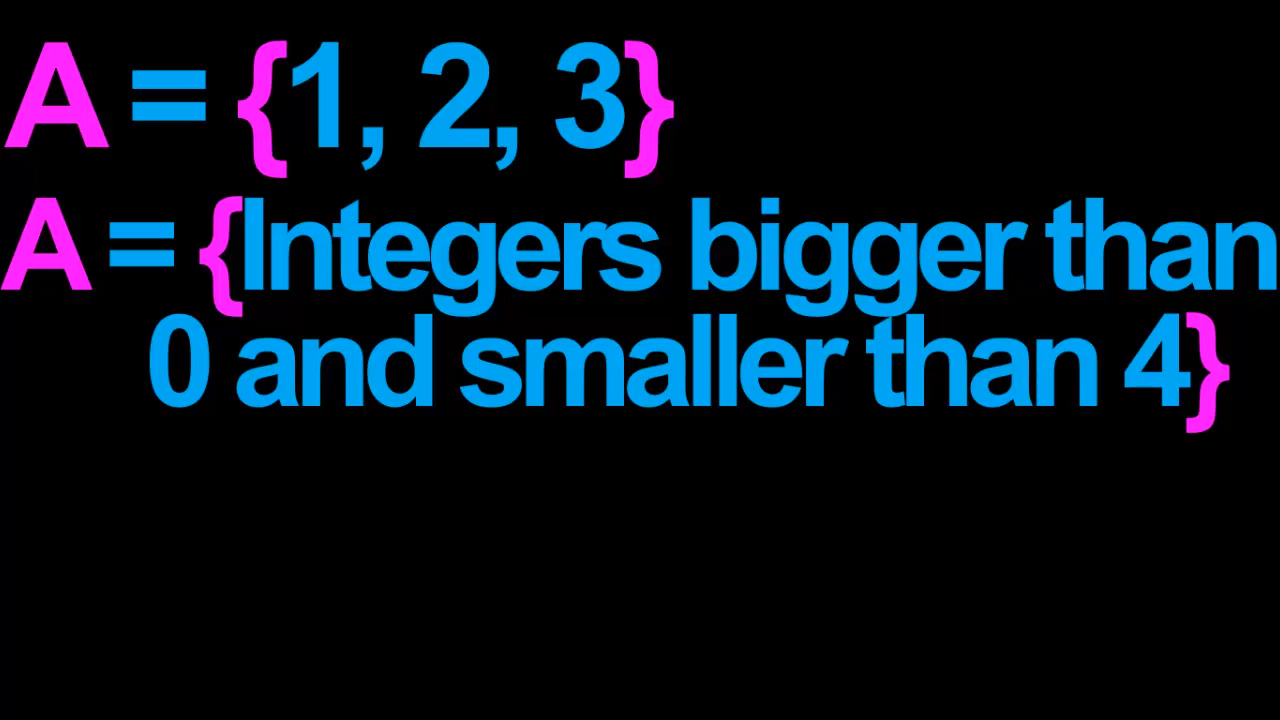 A = {1, 2, 3}
A = {Integers bigger than
0 and smaller than 4}